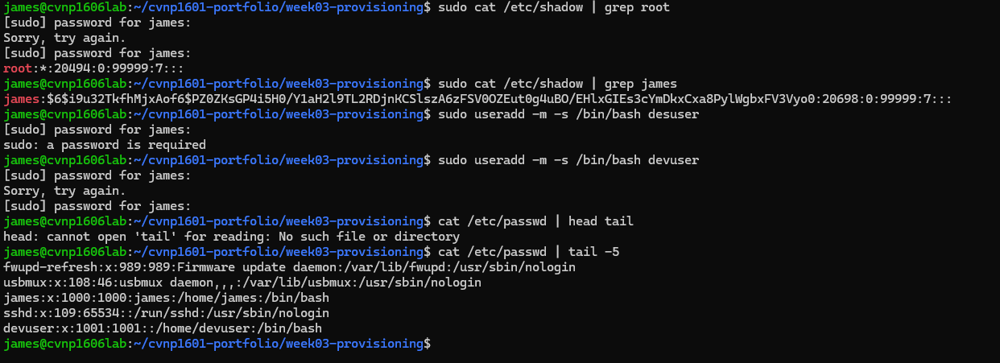 james@cvnp1606lab:~/cvnp1601-portfolio/week03-provisioning$ sudo cat /etc/shadow | grep root
[sudo] password for james:
Sorry, try again.
[sudo] password for james:
root:*:20494:0:99999:7:::
james@cvnp1606lab:~/cvnp1601-portfolio/week03-provisioning$ sudo cat /etc/shadow | grep james
james:$6$i9u32TkfhMjxAof6$PZ0ZKsGP4i5H0/Y1aH2l9TL2RDjnKCSlszA6zFSV0OZEut0g4uBO/EHlxGIEs3cYmDkxCxa8PylWgbxFV3Vyo0:20698:0:99999:7:::
james@cvnp1606lab:~/cvnp1601-portfolio/week03-provisioning$ sudo useradd -m -s /bin/bash desuser
[sudo] password for james:
sudo: a password is required
james@cvnp1606lab:~/cvnp1601-portfolio/week03-provisioning$ sudo useradd -m -s /bin/bash devuser
[sudo] password for james:
Sorry, try again.
[sudo] password for james:
james@cvnp1606lab:~/cvnp1601-portfolio/week03-provisioning$ cat /etc/passwd | head tail
head: cannot open 'tail' for reading: No such file or directory
james@cvnp1606lab:~/cvnp1601-portfolio/week03-provisioning$ cat /etc/passwd | tail -5
fwupd-refresh:x:989:989:Firmware update daemon:/var/lib/fwupd:/usr/sbin/nologin
usbmux:x:108:46:usbmux daemon,,,:/var/lib/usbmux:/usr/sbin/nologin
james:x:1000:1000:james:/home/james:/bin/bash
sshd:x:109:65534::/run/sshd:/usr/sbin/nologin
devuser:x:1001:1001::/home/devuser:/bin/bash
james@cvnp1606lab:~/cvnp1601-portfolio/week03-provisioning$